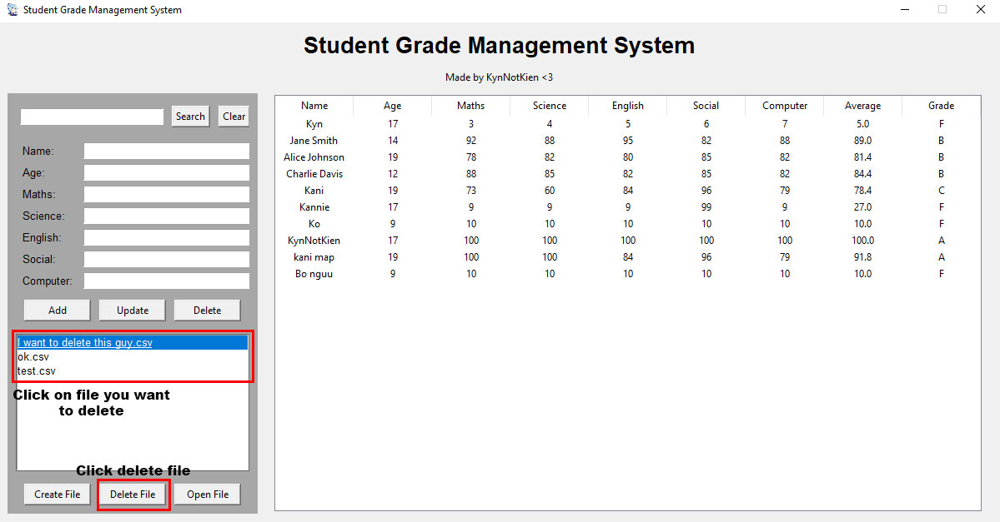 Student Grade Management System
Student Grade Management System
Made by KynNotKien <3
Search Clear
Name:
Age:
Maths:
Science:
English:
Social:
Computer:
Add Update Delete
I want to delete this guy.csv
ok.csv
test.csv
Click on file you want
to delete
Click delete file
Create File Delete File Open File
Name Age Maths Science English Social Computer Average Grade
Kyn 17 3 4 5 6 7 5.0 F
Jane Smith 14 92 88 95 82 88 89.0 B
Alice Johnson 19 78 82 80 85 82 81.4 B
Charlie Davis 12 88 85 82 85 82 84.4 B
Kani 19 73 60 84 96 79 78.4 C
Kannie 17 9 9 9 99 9 27.0 F
Ko 9 10 10 10 10 10 10.0 F
KynNotKien 17 100 100 100 100 100 100.0 A
kani map 19 100 100 84 96 79 91.8 A
Bo nguu 9 10 10 10 10 10 10.0 F